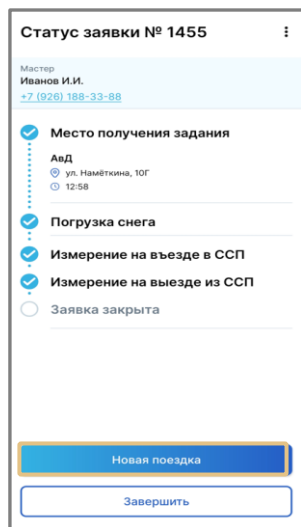 Статус заявки № 1455
Мастер
Иванов И.И.
+7 (926) 188-33-88
Место получения задания
АвД
ул. Намёткина, 10Г
12:58
Погрузка снега
Измерение на въезде в ССП
Измерение на выезде из ССП
Заявка закрыта
Новая поездка
Завершить